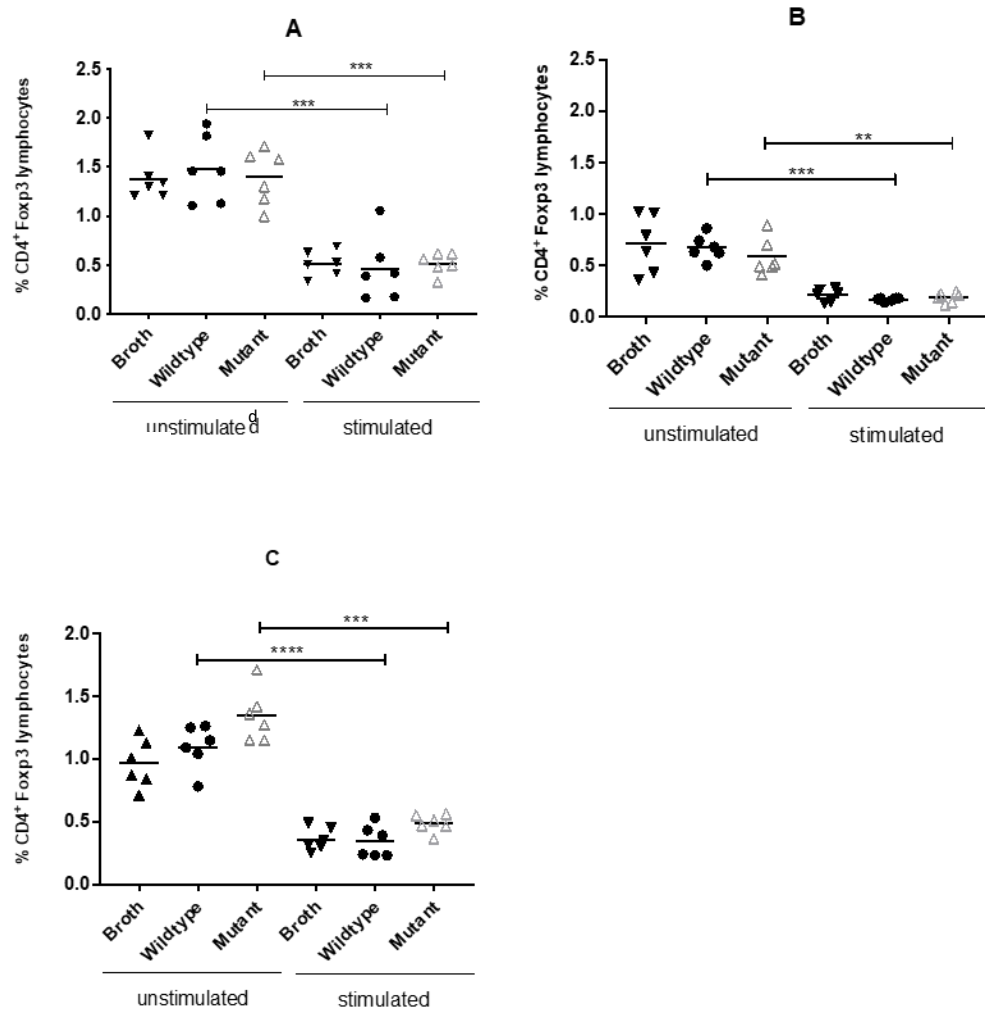 A
% CD4⁺ Foxp3 lymphocytes
2.5
2.0
1.5
1.0
0.5
0.0
***
***
Broth
Wildtype
Mutant
Broth
Wildtype
Mutant
unstimulated
d
stimulated
B
% CD4⁺ Foxp3 lymphocytes
2.5
2.0
1.5
1.0
0.5
0.0
**
***
Broth
Wildtype
Mutant
Broth
Wildtype
Mutant
unstimulated
stimulated
C
% CD4⁺ Foxp3 lymphocytes
2.0
1.5
1.0
0.5
0.0
***
****
Broth
Wildtype
Mutant
Broth
Wildtype
Mutant
unstimulated
stimulated